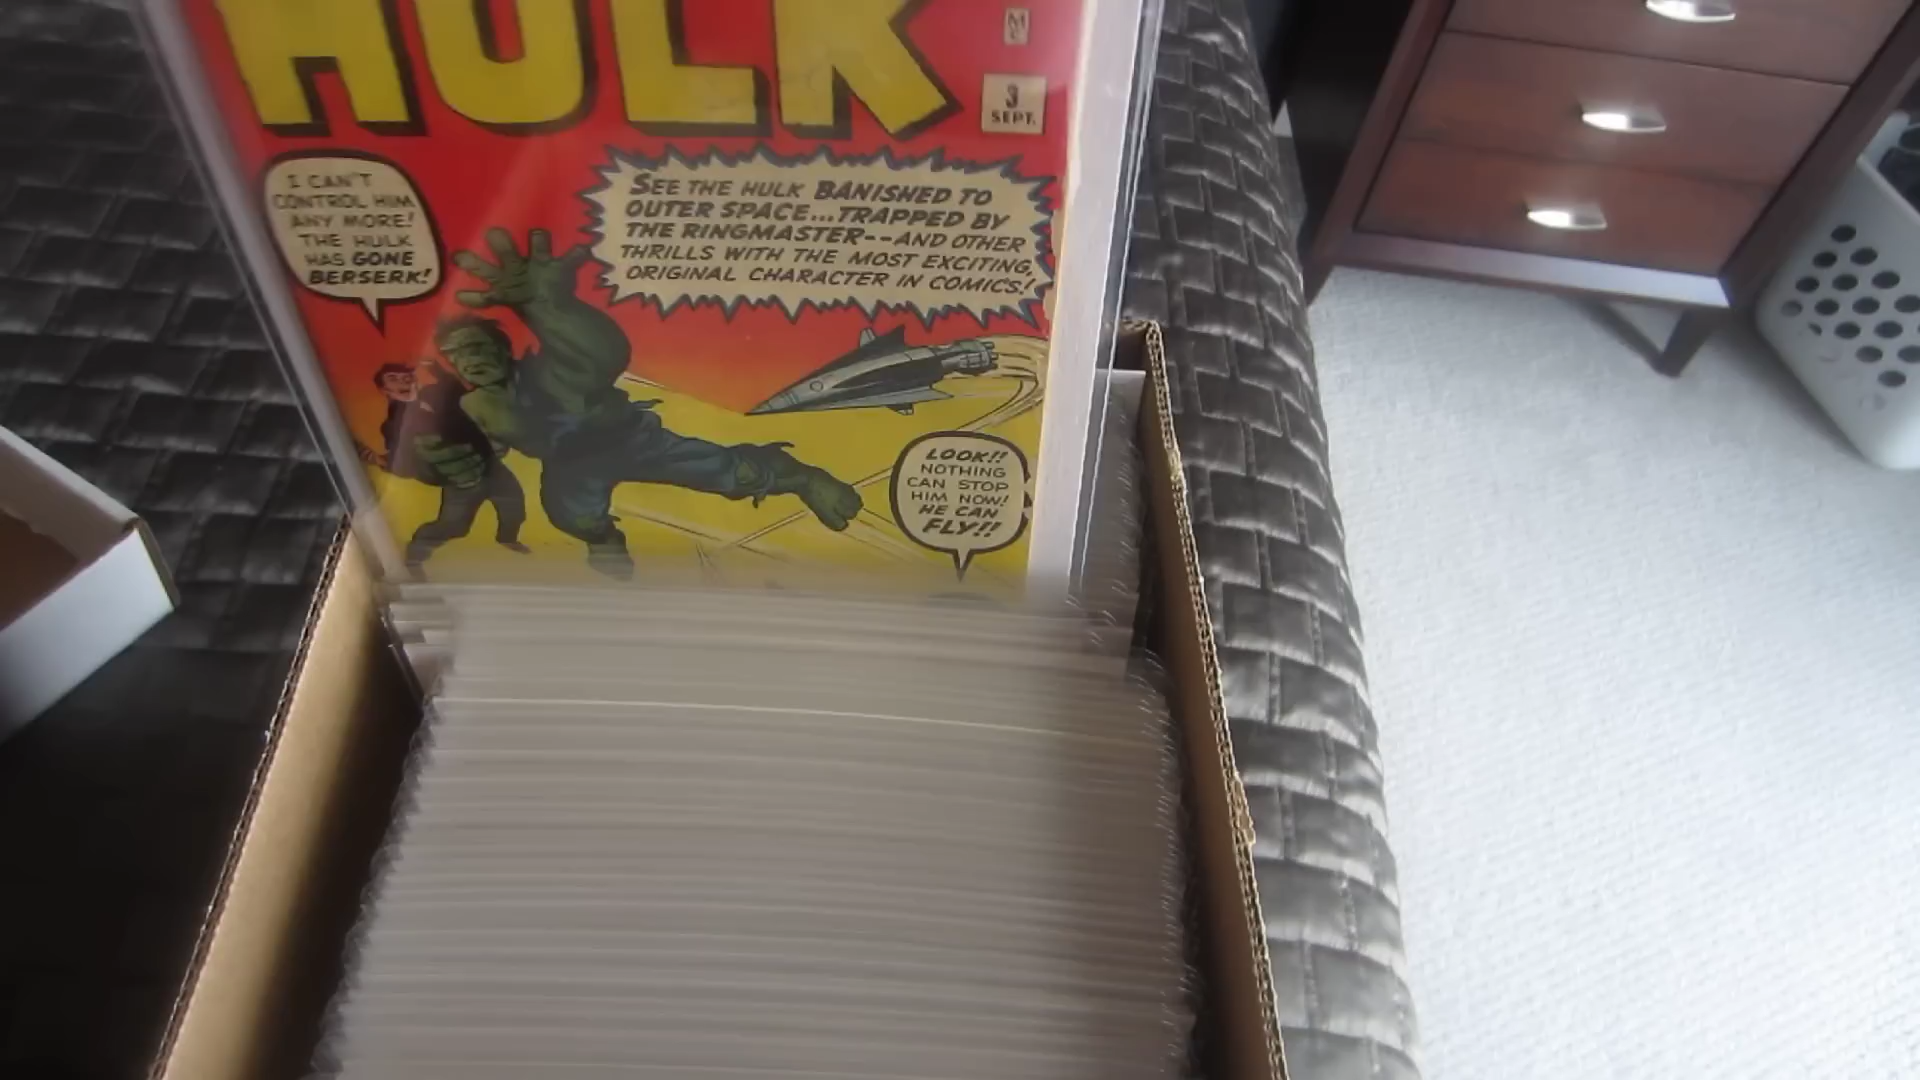 HULK
M
C
3
SEPT.
I CAN'T
CONTROL HIM
ANY MORE!
THE HULK
HAS GONE
BERSERK!
SEE THE HULK BANISHED TO
OUTER SPACE...TRAPPED BY
THE RINGMASTER--AND OTHER
THRILLS WITH THE MOST EXCITING,
ORIGINAL CHARACTER IN COMICS!
LOOK!!
NOTHING
CAN STOP
HIM NOW!
HE CAN
FLY!!